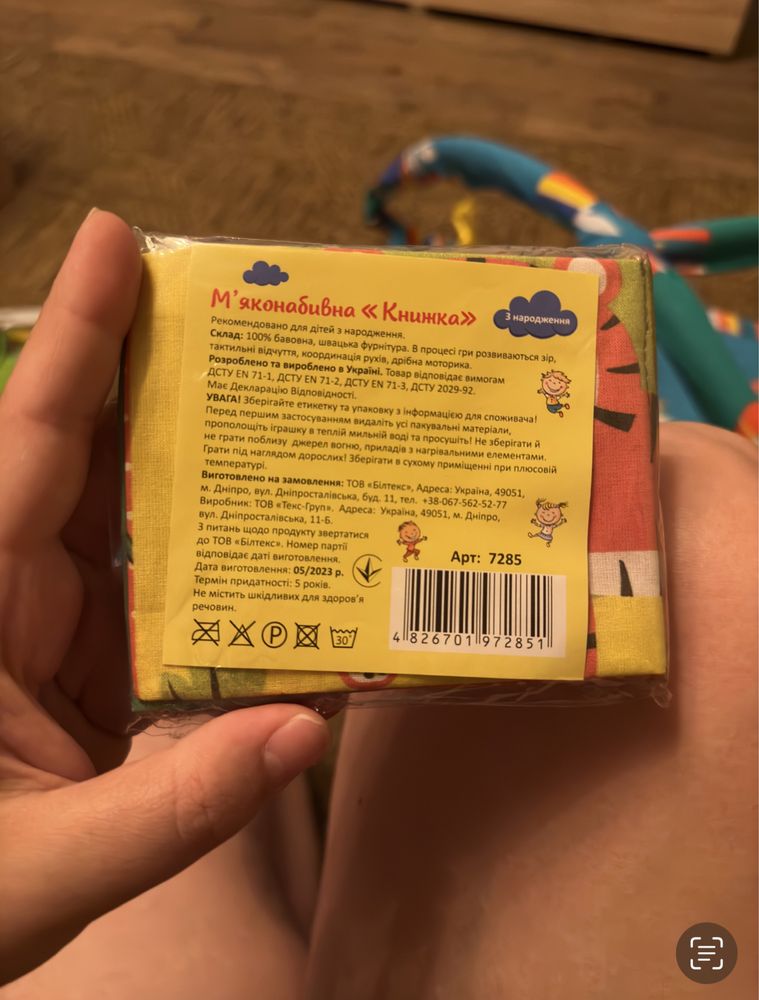 М'яконабивна «Книжка»
З народження
Рекомендовано для дітей з народження.
Склад: 100% бавовна, швацька фурнітура. В процесі гри розвиваються зір,
тактильні відчуття, координація рухів, дрібна моторика.
Розроблено та вироблено в Україні. Товар відповідає вимогам
ДСТУ EN 71-1, ДСТУ EN 71-2, ДСТУ EN 71-3, ДСТУ 2029-92.
Має Декларацію Відповідності.
УВАГА! Зберігайте етикетку та упаковку з інформацією для споживача!
Перед першим застосуванням видаліть усі пакувальні матеріали,
прополощіть іграшку в теплій мильній воді та просушіть! Не зберігати й
не грати поблизу джерел вогню, приладів з нагрівальними елементами.
Грати під наглядом дорослих! Зберігати в сухому приміщенні при плюсовій
температурі.
Виготовлено на замовлення: ТОВ «Білтекс», Адреса: Україна, 49051,
м. Дніпро, вул. Дніпросталівська, буд. 11, тел. +38-067-562-52-77
Виробник: ТОВ «Текс-Груп». Адреса: Україна, 49051, м. Дніпро,
вул. Дніпросталівська, 11-Б.
З питань щодо продукту звертатися
до ТОВ «Білтекс». Номер партії
відповідає даті виготовлення.
Дата виготовлення: 05/2023 р.
Термін придатності: 5 років.
Не містить шкідливих для здоров'я
речовин.
Арт: 7285
P
30°
4 826701 972851